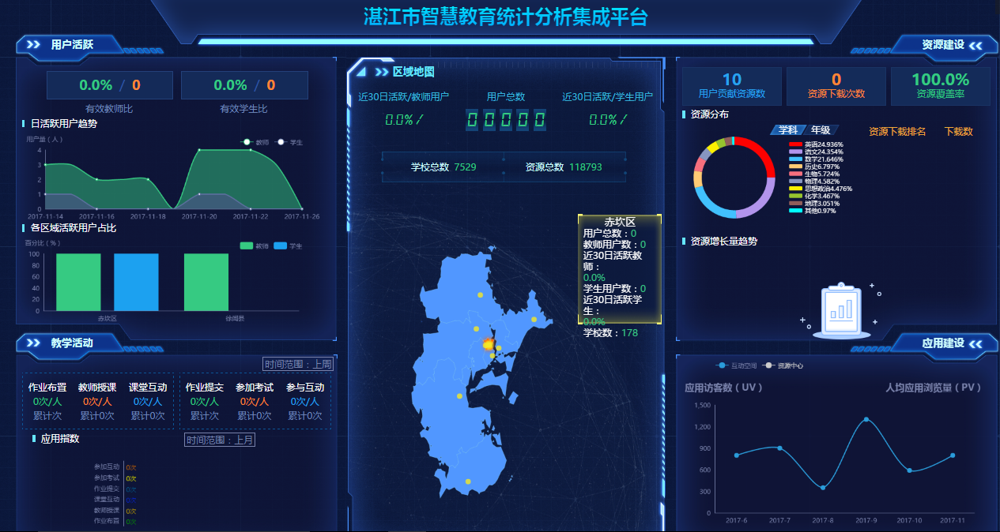 湛江市智慧教育统计分析集成平台
用户活跃
0.0% / 0
0.0% / 0
有效教师比
有效学生比
日活跃用户趋势
用户量（人）
教师
学生
4
3
2
1
0
2017-11-14
2017-11-16
2017-11-18
2017-11-20
2017-11-22
2017-11-26
各区域活跃用户占比
百分比（%）
教师
学生
100
80
60
40
20
0
赤坎区
徐闻县
教学活动
时间范围：上周
作业布置
教师授课
课堂互动
0次/人
0次/人
0次/人
累计次
累计0次
累计0次
作业提交
参加考试
参与互动
0次/人
0次/人
0次/人
累计次
累计0次
累计0次
应用指数
时间范围：上月
参加互动 0次
参加考试 0次
作业提交 0次
课堂互动 0次
教师授课 0次
作业布置 0次
区域地图
近30日活跃/教师用户
用户总数
近30日活跃/学生用户
0.0% /
00000
0.0% /
学校总数 7529
资源总数 118793
赤坎区
用户总数：0
教师用户数：0
近30日活跃教
师：
0.0%
学生用户数：0
近30日活跃学
生：
0.0%
学校数：178
资源建设
10
用户贡献资源数
0
资源下载次数
100.0%
资源覆盖率
资源分布
学科
年级
资源下载排名
下载数
英语24.936%
语文24.354%
数学21.646%
历史6.797%
生物5.724%
物理4.582%
思想政治4.476%
化学3.467%
地理3.051%
其他0.97%
资源增长量趋势
应用建设
互动空间
资源中心
应用访客数（UV）
人均应用浏览量（PV）
1,500
1,200
900
600
300
0
2017-6
2017-7
2017-8
2017-9
2017-10
2017-11